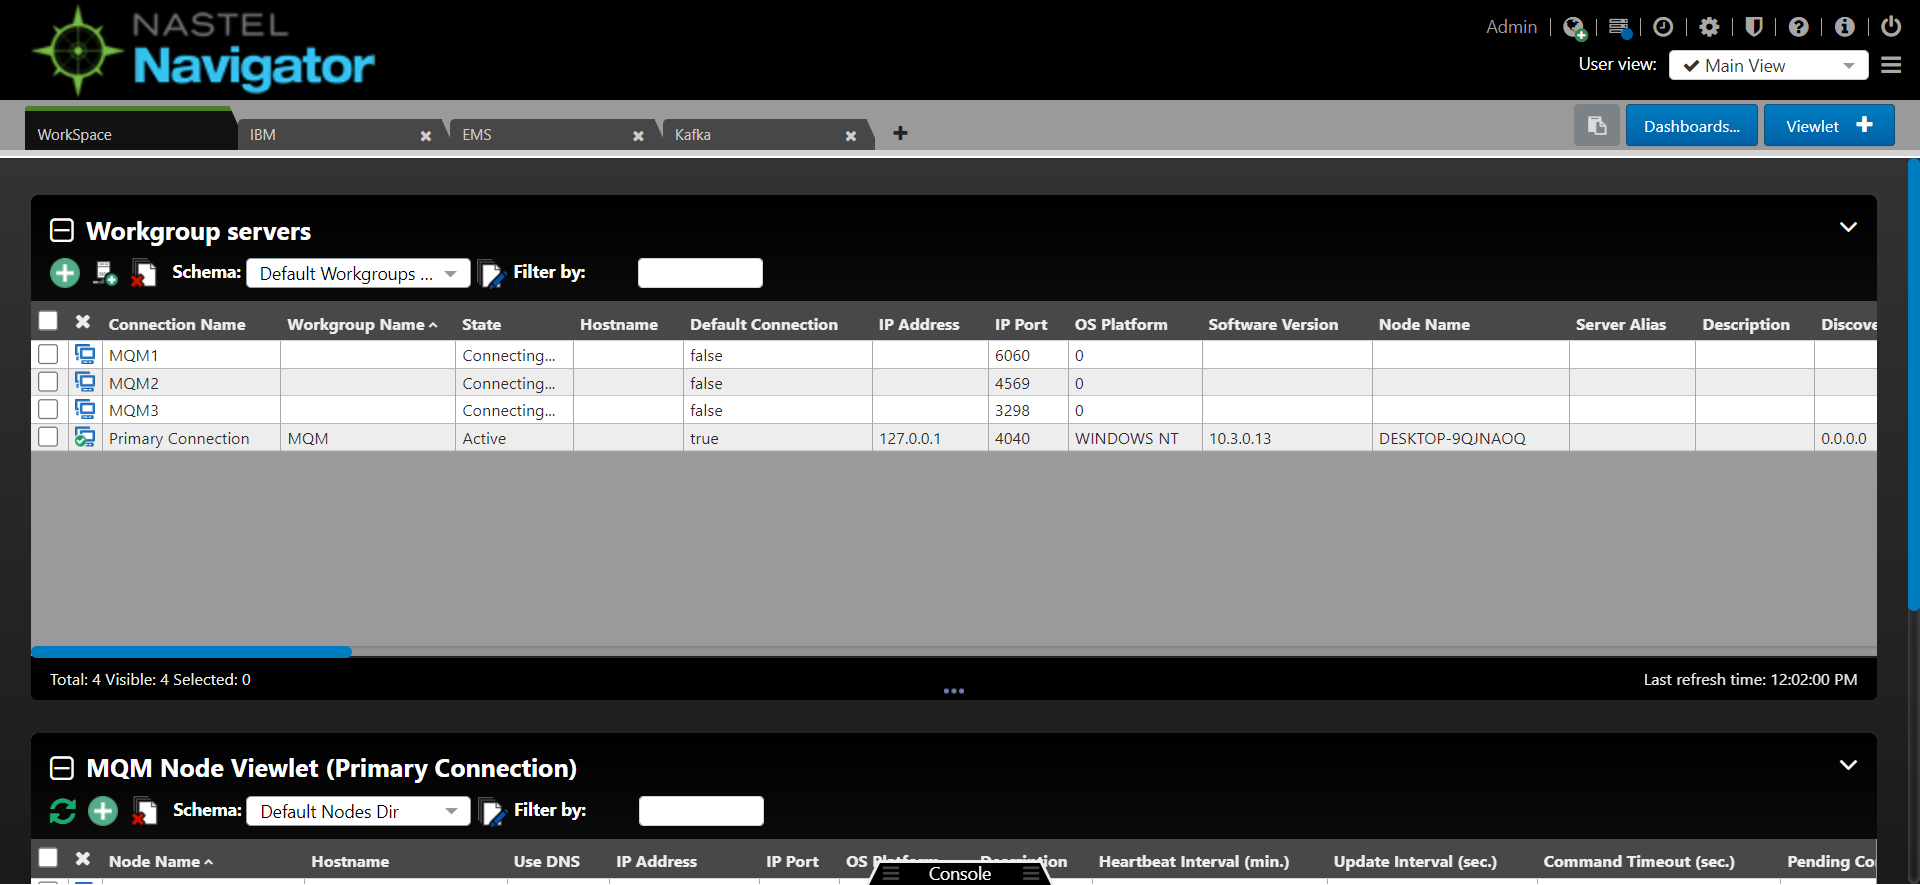 NASTEL
Navigator
Admin
User view: Main View
WorkSpace IBM EMS Kafka
Dashboards... Viewlet
Workgroup servers
Schema: Default Workgroups ... Filter by:
Connection Name Workgroup Name State Hostname Default Connection IP Address IP Port OS Platform Software Version Node Name Server Alias Description Discove
MQM1 Connecting... false 6060 0
MQM2 Connecting... false 4569 0
MQM3 Connecting... false 3298 0
Primary Connection MQM Active true 127.0.0.1 4040 WINDOWS NT 10.3.0.13 DESKTOP-9QJNAOQ 0.0.0.0
Total: 4 Visible: 4 Selected: 0
Last refresh time: 12:02:00 PM
MQM Node Viewlet (Primary Connection)
Schema: Default Nodes Dir Filter by:
Node Name Hostname Use DNS IP Address IP Port OS Platform Description Heartbeat Interval (min.) Update Interval (sec.) Command Timeout (sec.) Pending Co
Console